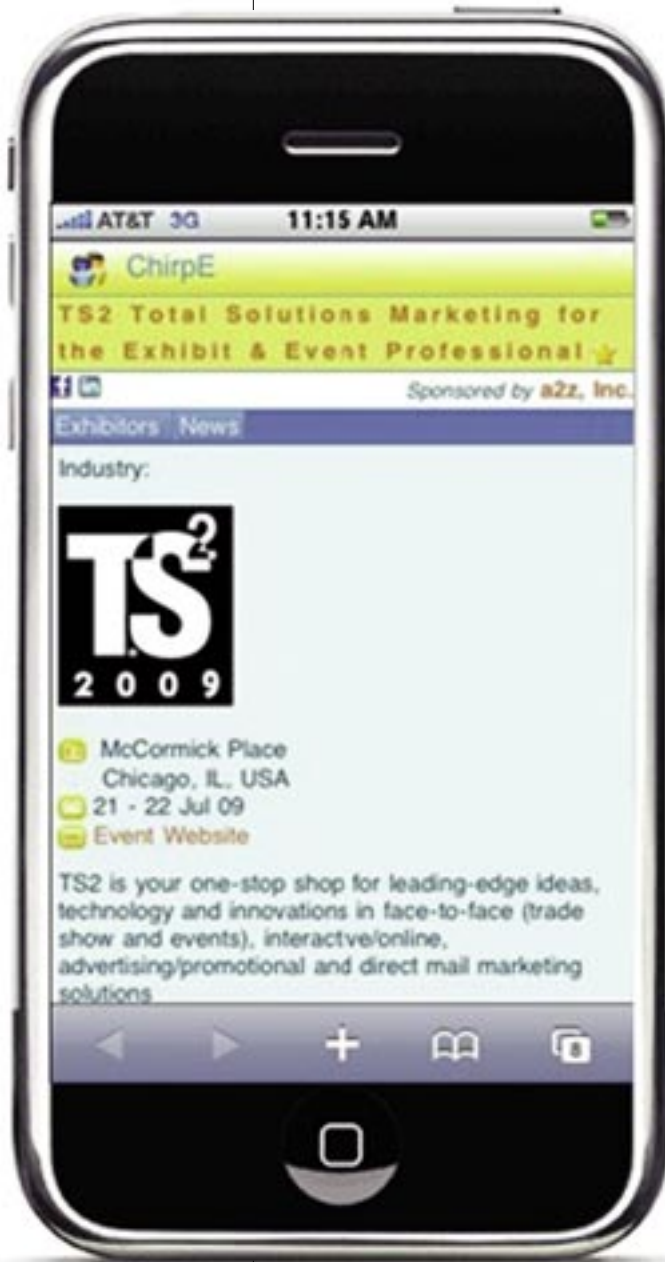 AT&T 3G 11:15 AM
ChirpE
TS2 Total Solutions Marketing for
the Exhibit & Event Professional
f in Sponsored by a2z, Inc.
Exhibitors News
Industry:
TS2
2009
McCormick Place
Chicago, IL, USA
21 - 22 Jul 09
Event Website
TS2 is your one-stop shop for leading-edge ideas,
technology and innovations in face-to-face (trade
show and events), interactve/online,
advertising/promotional and direct mail marketing
solutions
8